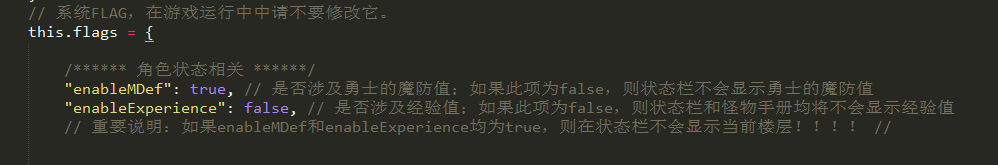 // 系统FLAG，在游戏运行中中请不要修改它。
this.flags = {
/****** 角色状态相关 ******/
"enableMDef": true, // 是否涉及勇士的魔防值；如果此项为false，则状态栏不会显示勇士的魔防值
"enableExperience": false, // 是否涉及经验值；如果此项为false，则状态栏和怪物手册均将不会显示经验值
// 重要说明：如果enableMDef和enableExperience均为true，则在状态栏不会显示当前楼层！！！！ //